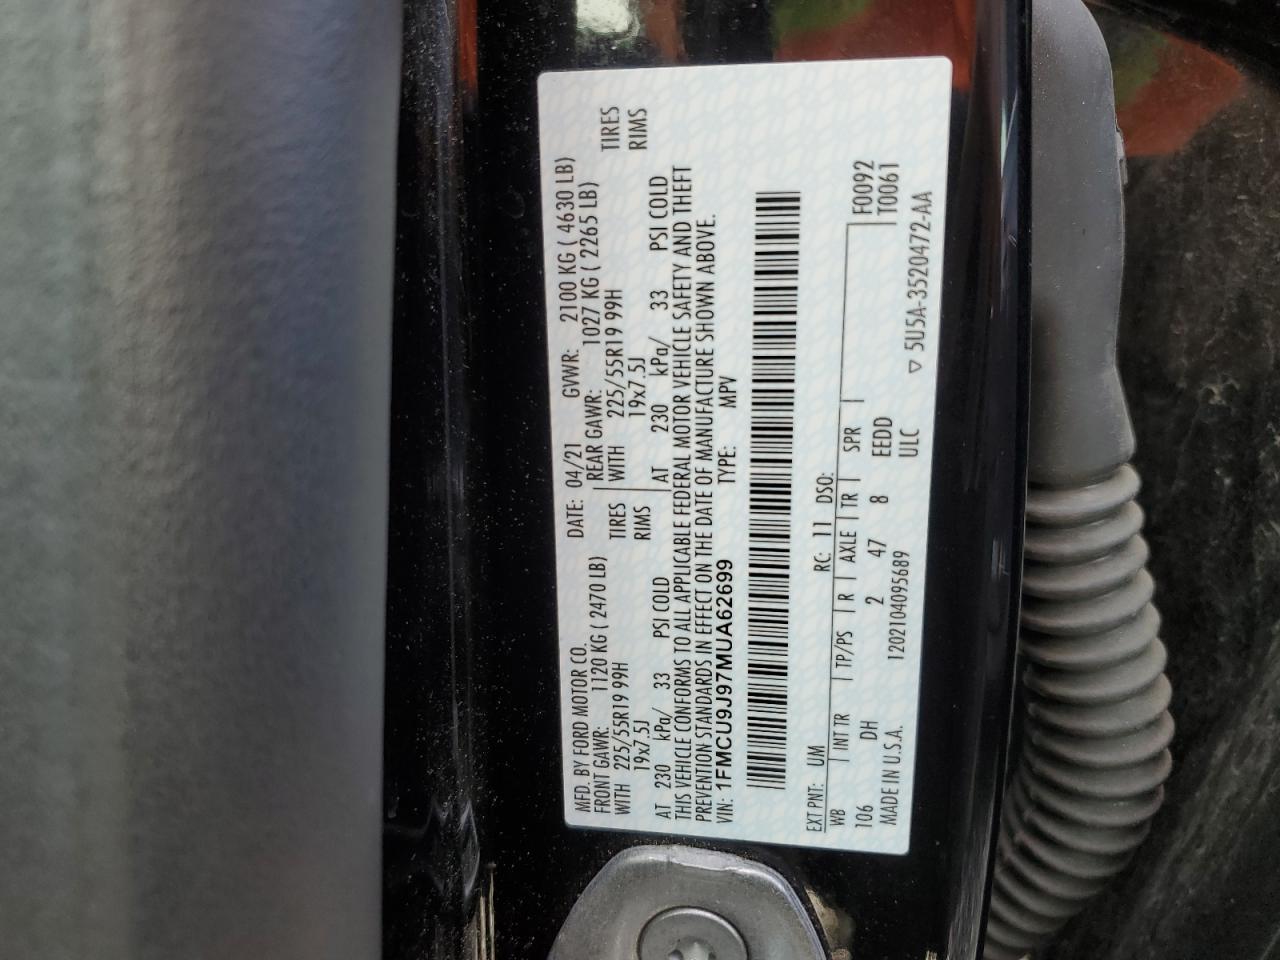 MFD. BY FORD MOTOR CO. DATE: 04/21 GVWR: 2100 KG ( 4630 LB)
FRONT GAWR: 1120 KG ( 2470 LB) REAR GAWR: 1027 KG ( 2265 LB)
WITH 225/55R19 99H TIRES WITH 225/55R19 99H TIRES
19x7.5J RIMS 19x7.5J RIMS
AT 230 kPa/ 33 PSI COLD AT 230 kPa/ 33 PSI COLD
THIS VEHICLE CONFORMS TO ALL APPLICABLE FEDERAL MOTOR VEHICLE SAFETY AND THEFT
PREVENTION STANDARDS IN EFFECT ON THE DATE OF MANUFACTURE SHOWN ABOVE.
VIN: 1FMCU9J97MUA62699 TYPE: MPV
EXT PNT: UM RC: 11 DSO:
WB INT TR TP/PS R AXLE TR SPR F0092
106 DH 2 47 8 EEDD T0061
MADE IN U.S.A. 1202104095689 ULC ▽ 5U5A-3520472-AA